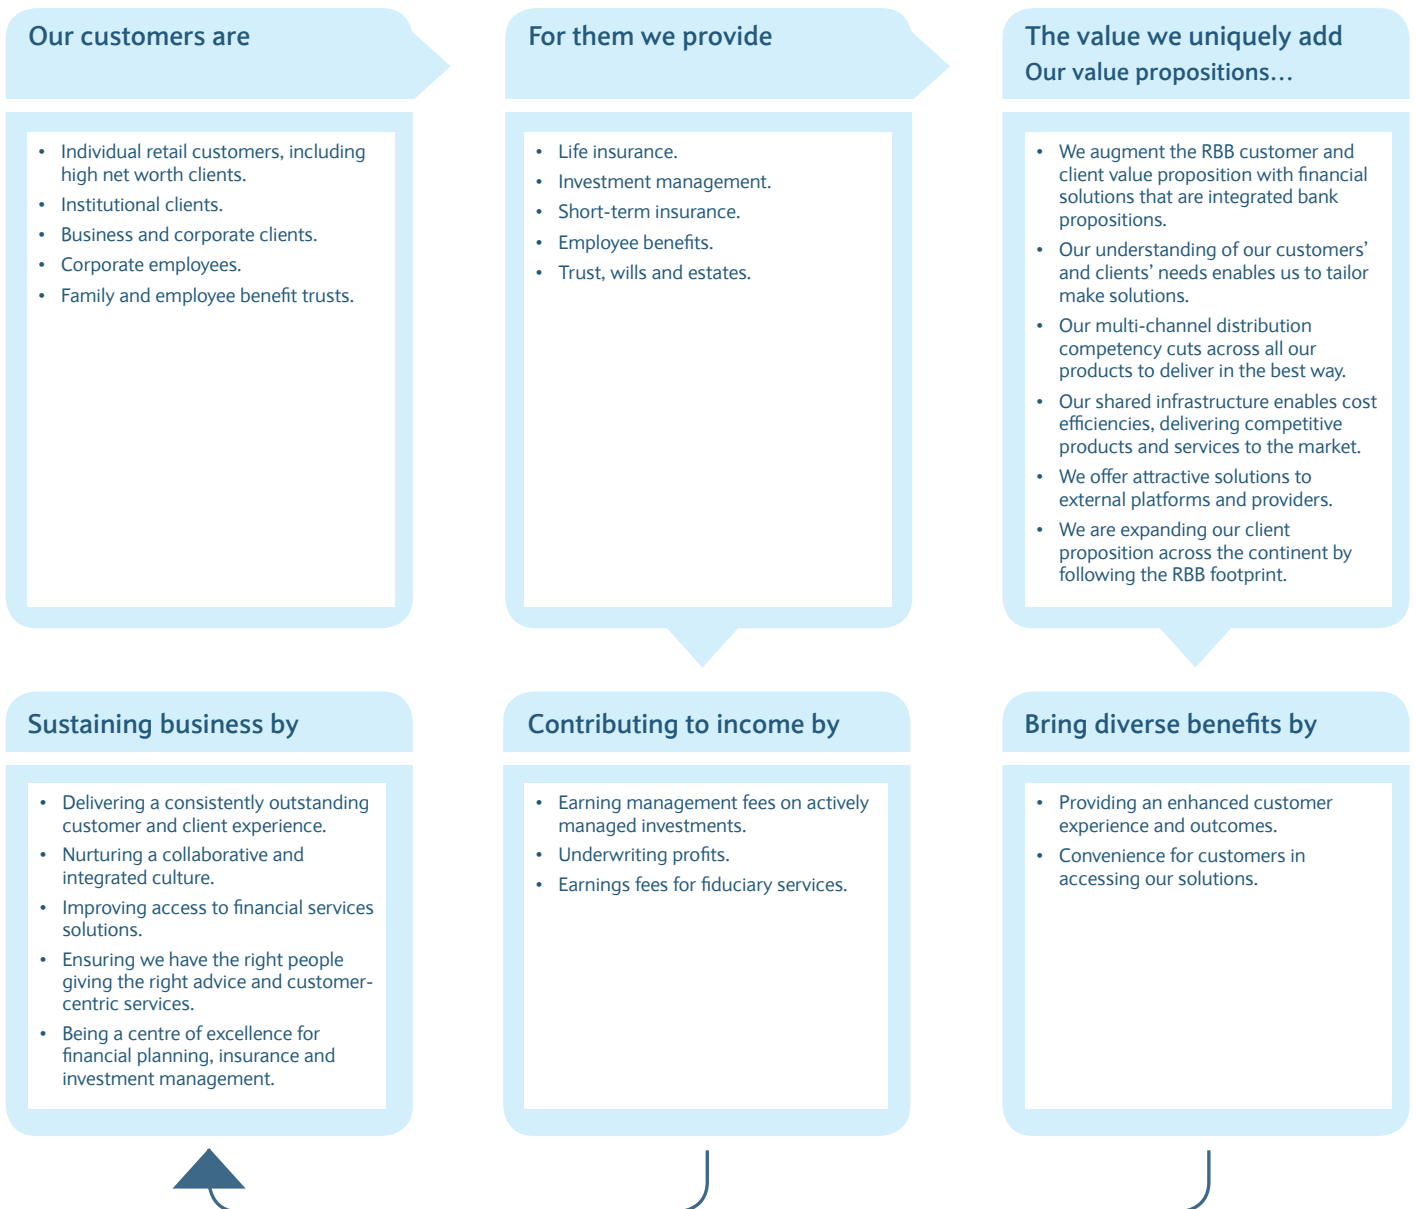 Our customers are
• Individual retail customers, including
high net worth clients.
• Institutional clients.
• Business and corporate clients.
• Corporate employees.
• Family and employee benefit trusts.
For them we provide
• Life insurance.
• Investment management.
• Short-term insurance.
• Employee benefits.
• Trust, wills and estates.
The value we uniquely add
Our value propositions…
• We augment the RBB customer and
client value proposition with financial
solutions that are integrated bank
propositions.
• Our understanding of our customers’
and clients’ needs enables us to tailor
make solutions.
• Our multi-channel distribution
competency cuts across all our
products to deliver in the best way.
• Our shared infrastructure enables cost
efficiencies, delivering competitive
products and services to the market.
• We offer attractive solutions to
external platforms and providers.
• We are expanding our client
proposition across the continent by
following the RBB footprint.
Sustaining business by
• Delivering a consistently outstanding
customer and client experience.
• Nurturing a collaborative and
integrated culture.
• Improving access to financial services
solutions.
• Ensuring we have the right people
giving the right advice and customer-
centric services.
• Being a centre of excellence for
financial planning, insurance and
investment management.
Contributing to income by
• Earning management fees on actively
managed investments.
• Underwriting profits.
• Earnings fees for fiduciary services.
Bring diverse benefits by
• Providing an enhanced customer
experience and outcomes.
• Convenience for customers in
accessing our solutions.